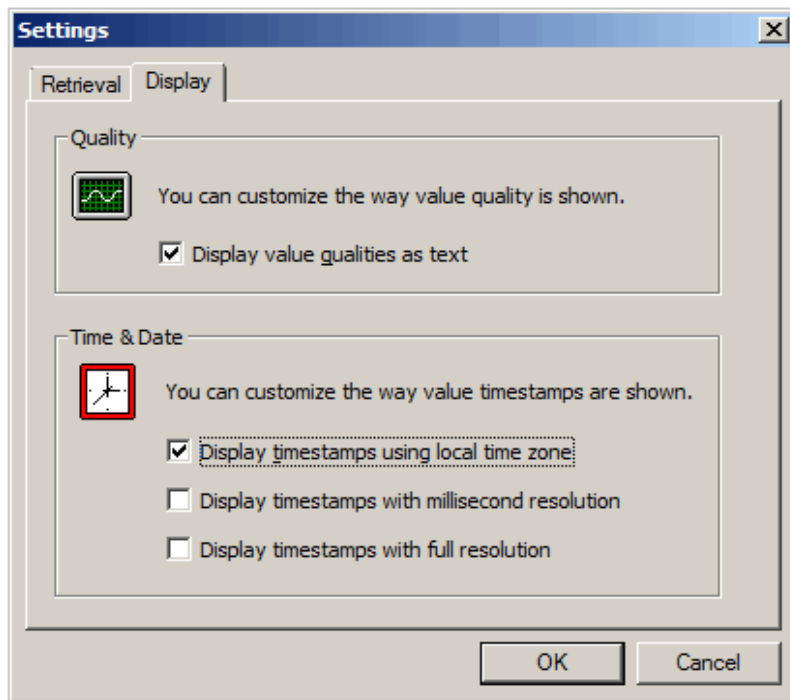 Settings
Retrieval
Display
Quality
You can customize the way value quality is shown.
Display value qualities as text
Time & Date
You can customize the way value timestamps are shown.
Display timestamps using local time zone
Display timestamps with millisecond resolution
Display timestamps with full resolution
OK
Cancel